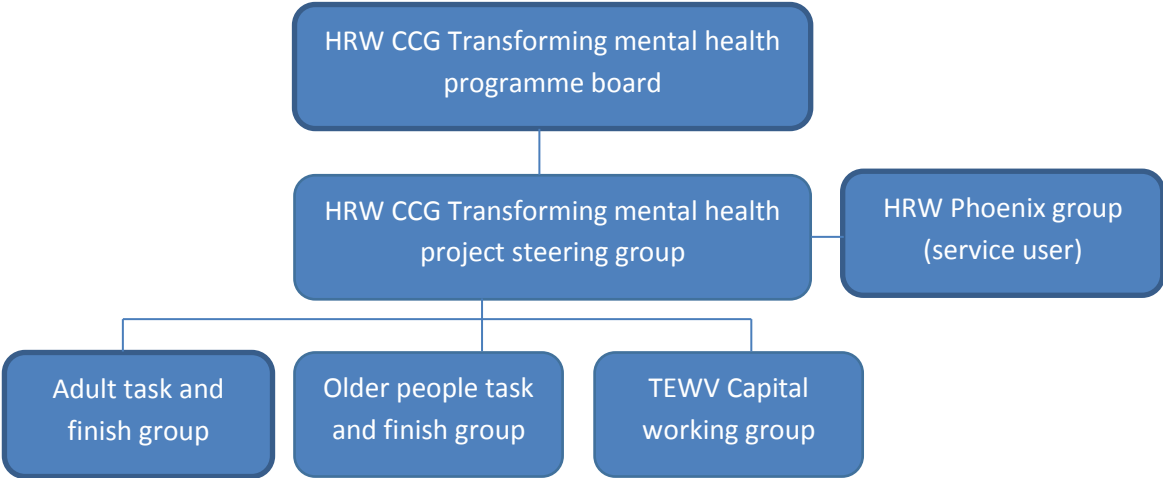 HRW CCG Transforming mental health
programme board
HRW CCG Transforming mental health
project steering group
HRW Phoenix group
(service user)
Adult task and
finish group
Older people task
and finish group
TEWV Capital
working group